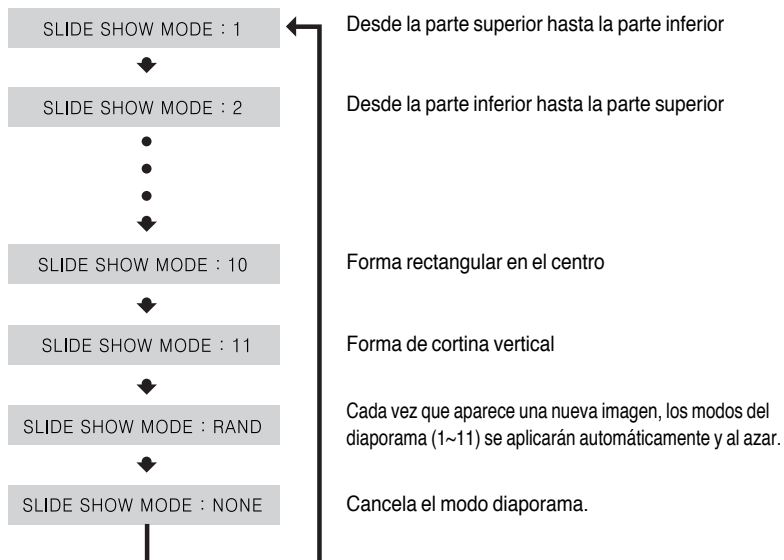 SLIDE SHOW MODE : 1
Desde la parte superior hasta la parte inferior
SLIDE SHOW MODE : 2
Desde la parte inferior hasta la parte superior
SLIDE SHOW MODE : 10
Forma rectangular en el centro
SLIDE SHOW MODE : 11
Forma de cortina vertical
SLIDE SHOW MODE : RAND
Cada vez que aparece una nueva imagen, los modos del
diaporama (1~11) se aplicarán automáticamente y al azar.
SLIDE SHOW MODE : NONE
Cancela el modo diaporama.